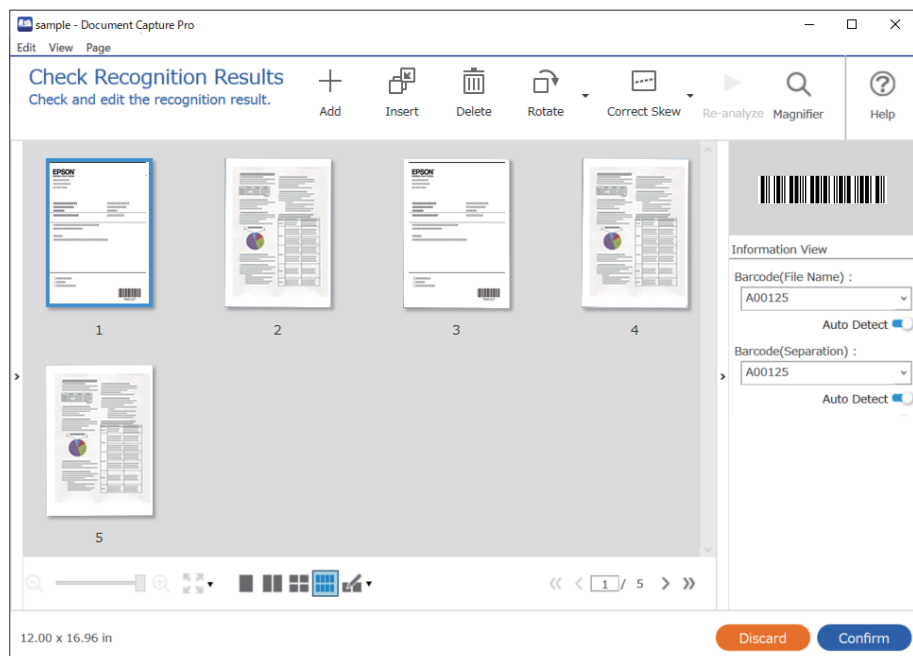 sample - Document Capture Pro
Edit View Page
Check Recognition Results
Check and edit the recognition result.
Add
Insert
Delete
Rotate
Correct Skew
Re-analyze
Magnifier
Help
EPSON
EPSON
1
2
3
4
5
Information View
Barcode(File Name) :
A00125
Auto Detect
Barcode(Separation) :
A00125
Auto Detect
1 / 5
12.00 x 16.96 in
Discard
Confirm